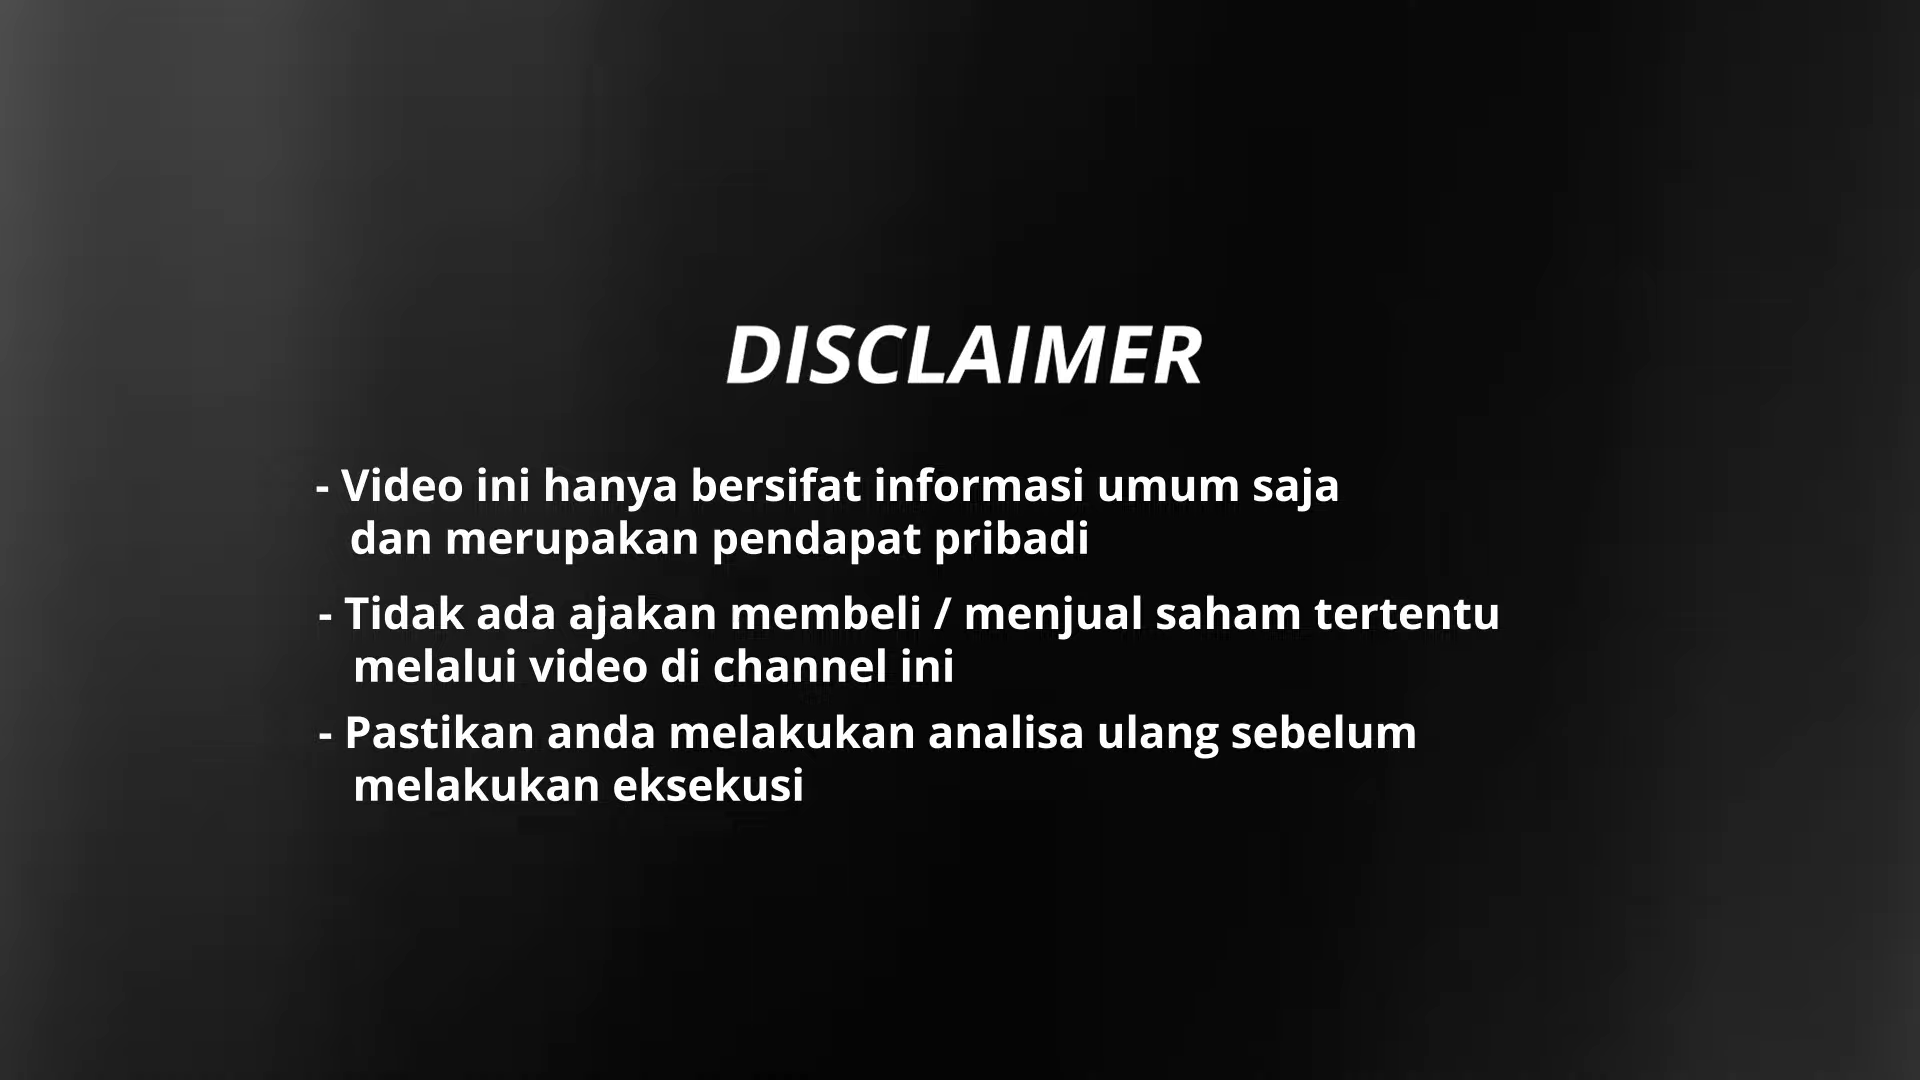 DISCLAIMER
- Video ini hanya bersifat informasi umum saja
dan merupakan pendapat pribadi
- Tidak ada ajakan membeli / menjual saham tertentu
melalui video di channel ini
- Pastikan anda melakukan analisa ulang sebelum
melakukan eksekusi